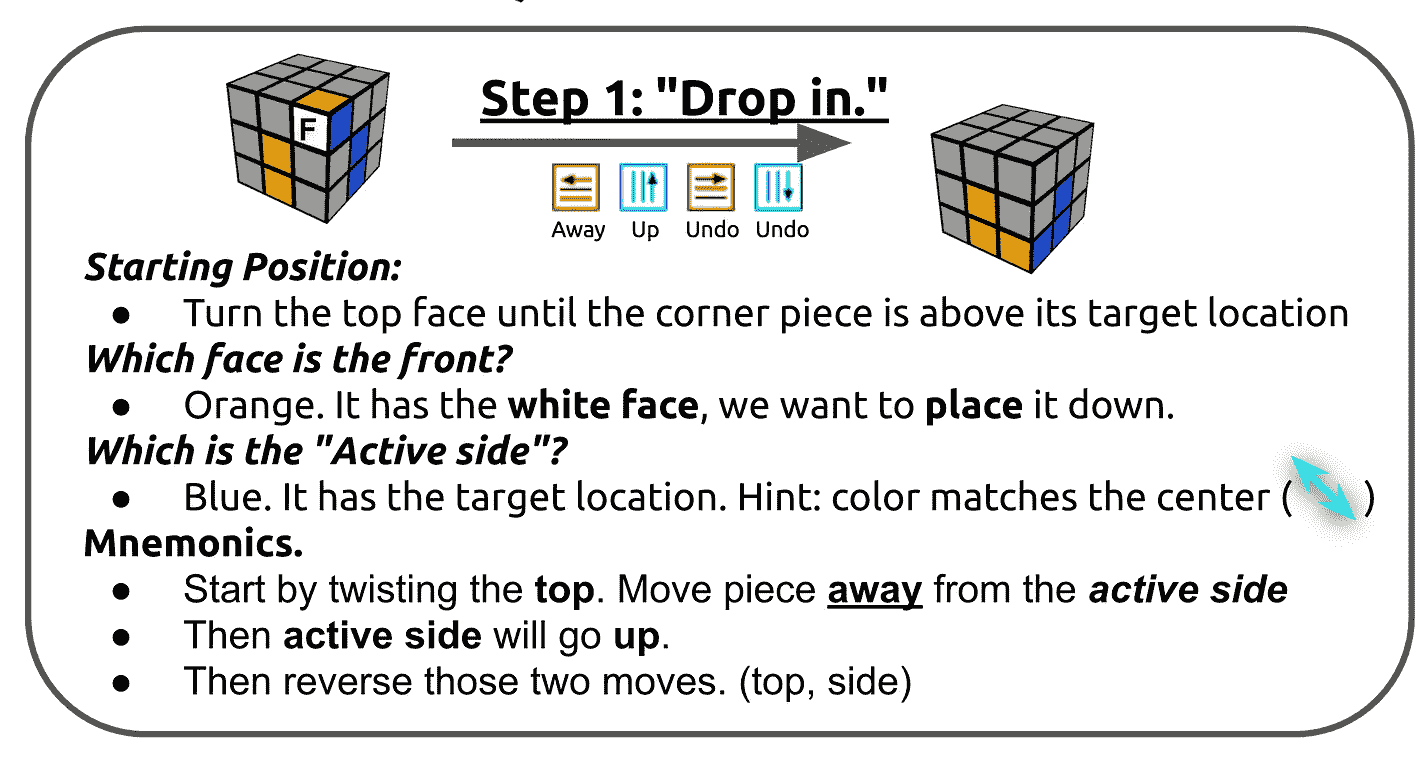 Step 1: "Drop in."
F
Away Up Undo Undo
Starting Position:
● Turn the top face until the corner piece is above its target location
Which face is the front?
● Orange. It has the white face, we want to place it down.
Which is the "Active side"?
● Blue. It has the target location. Hint: color matches the center ( )
Mnemonics.
● Start by twisting the top. Move piece away from the active side
● Then active side will go up.
● Then reverse those two moves. (top, side)